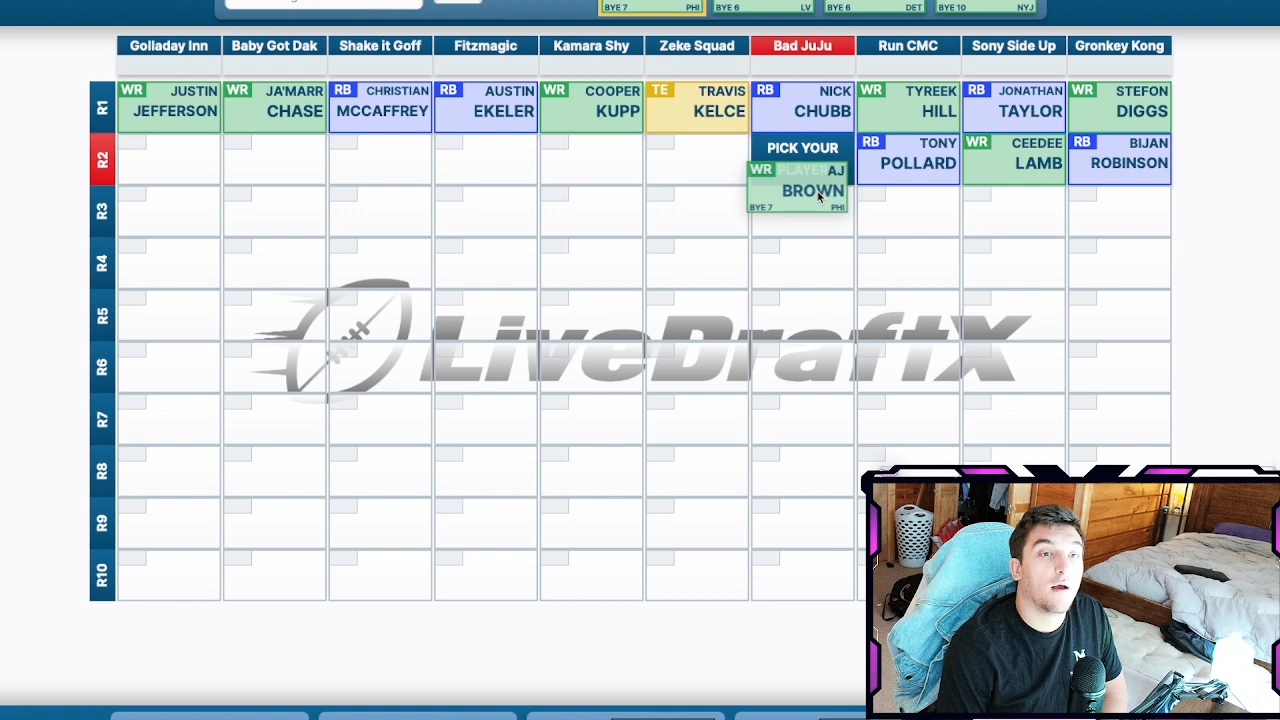 BYE 7 PHI BYE 6 LV BYE 6 DET BYE 10 NYJ
Golladay Inn Baby Got Dak Shake it Goff Fitzmagic Kamara Shy Zeke Squad Bad JuJu Run CMC Sony Side Up Gronkey Kong
R1
WR JUSTIN
JEFFERSON
WR JA'MARR
CHASE
RB CHRISTIAN
MCCAFFREY
RB AUSTIN
EKELER
WR COOPER
KUPP
TE TRAVIS
KELCE
RB NICK
CHUBB
WR TYREEK
HILL
RB JONATHAN
TAYLOR
WR STEFON
DIGGS
R2
PICK YOUR
PLAYER
WR AJ
BROWN
BYE 7 PHI
RB TONY
POLLARD
WR CEEDEE
LAMB
RB BIJAN
ROBINSON
R3
R4
R5
R6
R7
R8
R9
R10
LiveDraftX